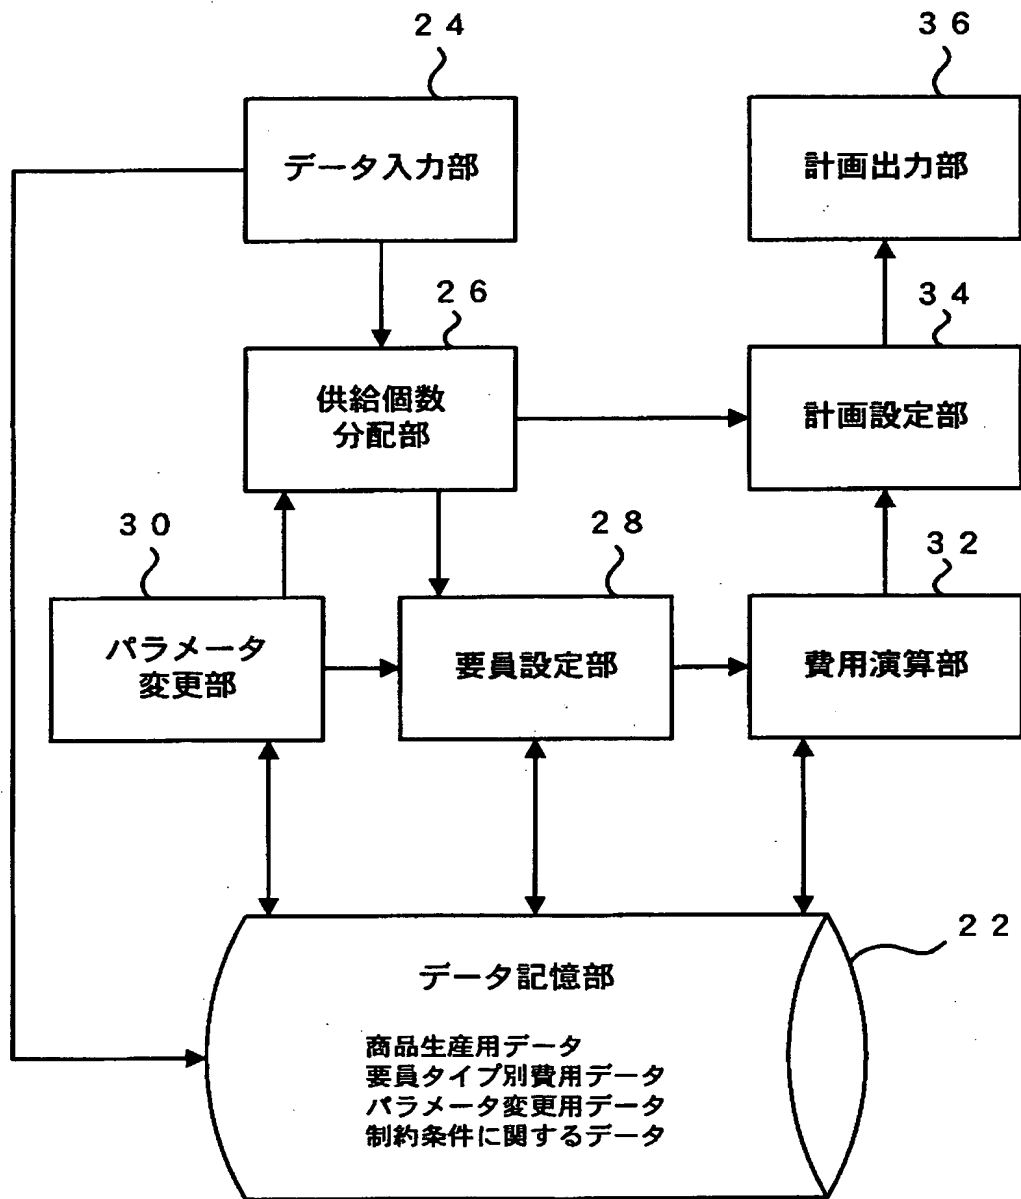 ２４
３６
データ入力部
計画出力部
２６
３４
供給個数
分配部
計画設定部
３０
２８
３２
パラメータ
変更部
要員設定部
費用演算部
２２
データ記憶部
商品生産用データ
要員タイプ別費用データ
パラメータ変更用データ
制約条件に関するデータ